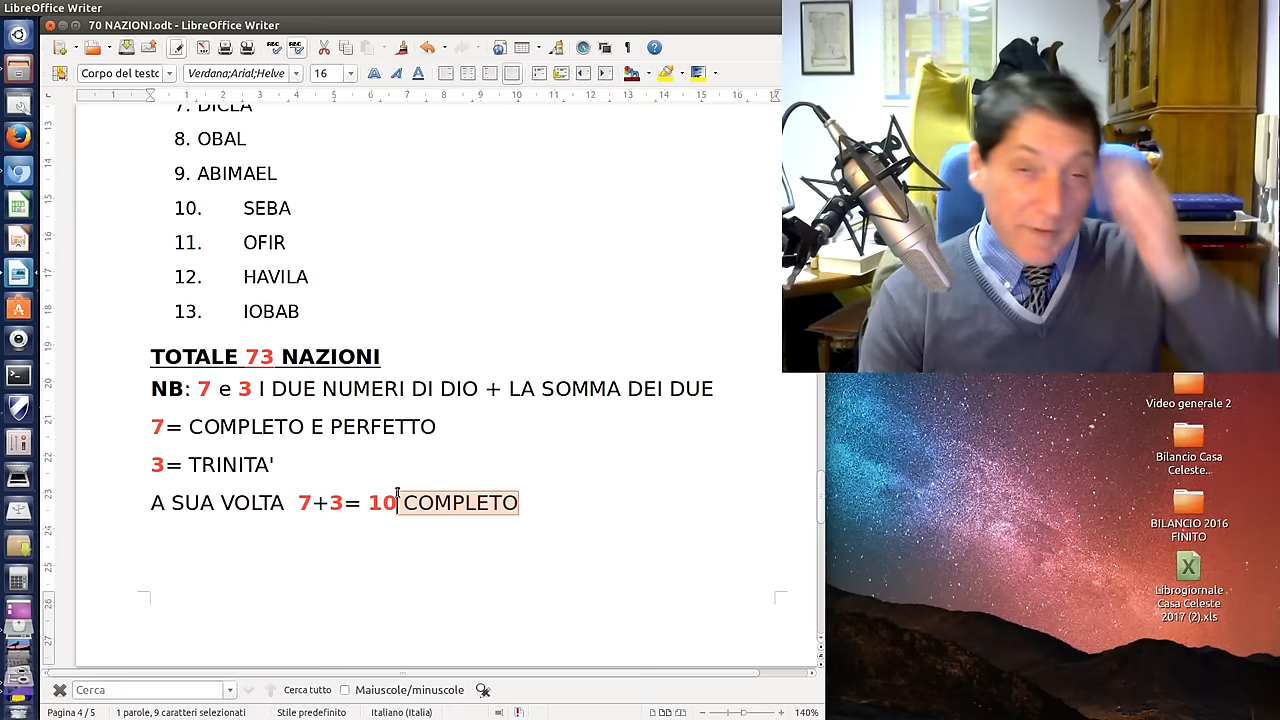 LibreOffice Writer
70 NAZIONI.odt - LibreOffice Writer
Corpo del testo
Verdana;Arial;Helve
16
7. DICLA
8. OBAL
9. ABIMAEL
10. SEBA
11. OFIR
12. HAVILA
13. IOBAB
TOTALE 73 NAZIONI
NB: 7 e 3 I DUE NUMERI DI DIO + LA SOMMA DEI DUE
7= COMPLETO E PERFETTO
3= TRINITA'
A SUA VOLTA 7+3= 10 COMPLETO
Video generale 2
Bilancio Casa
Celeste...
BILANCIO 2016
FINITO
Librogiornale
Casa Celeste
2017 (2).xls
Cerca
Cerca tutto
Maiuscole/minuscole
Pagina 4 / 5
1 parole, 9 caratteri selezionati
Stile predefinito
Italiano (Italia)
140%